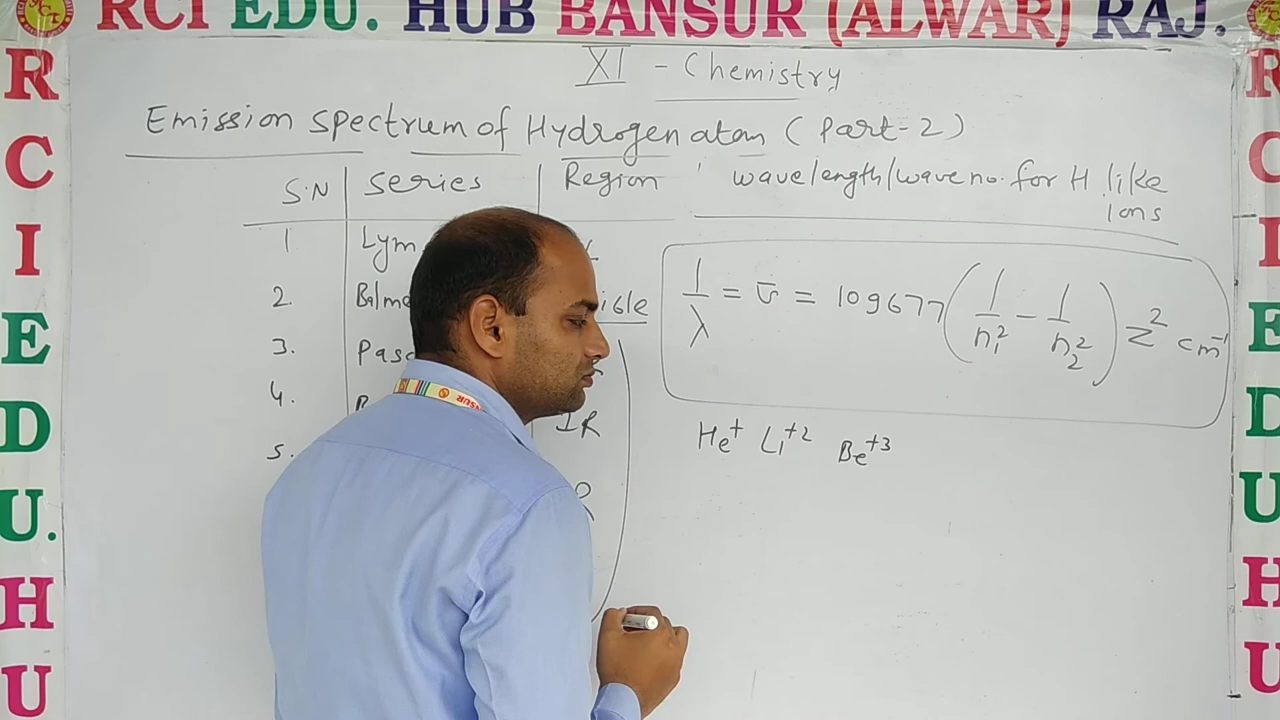 RCI EDU. HUB BANSUR (ALWAR) RAJ.
XI - Chemistry
Emission spectrum of Hydrogen atom (Part-2)
S.N series Region wavelength/wave no. for H like Ions
1 Lym
2. Balme sible
3. Pasc
4. IR
5. R
1/λ = ν̄ = 109677 (1/n₁² - 1/n₂²) Z² cm⁻¹
He⁺ Li⁺² Be⁺³
R
C
I
E
D
U.
H
U
R
C
I
E
D
U
H
U